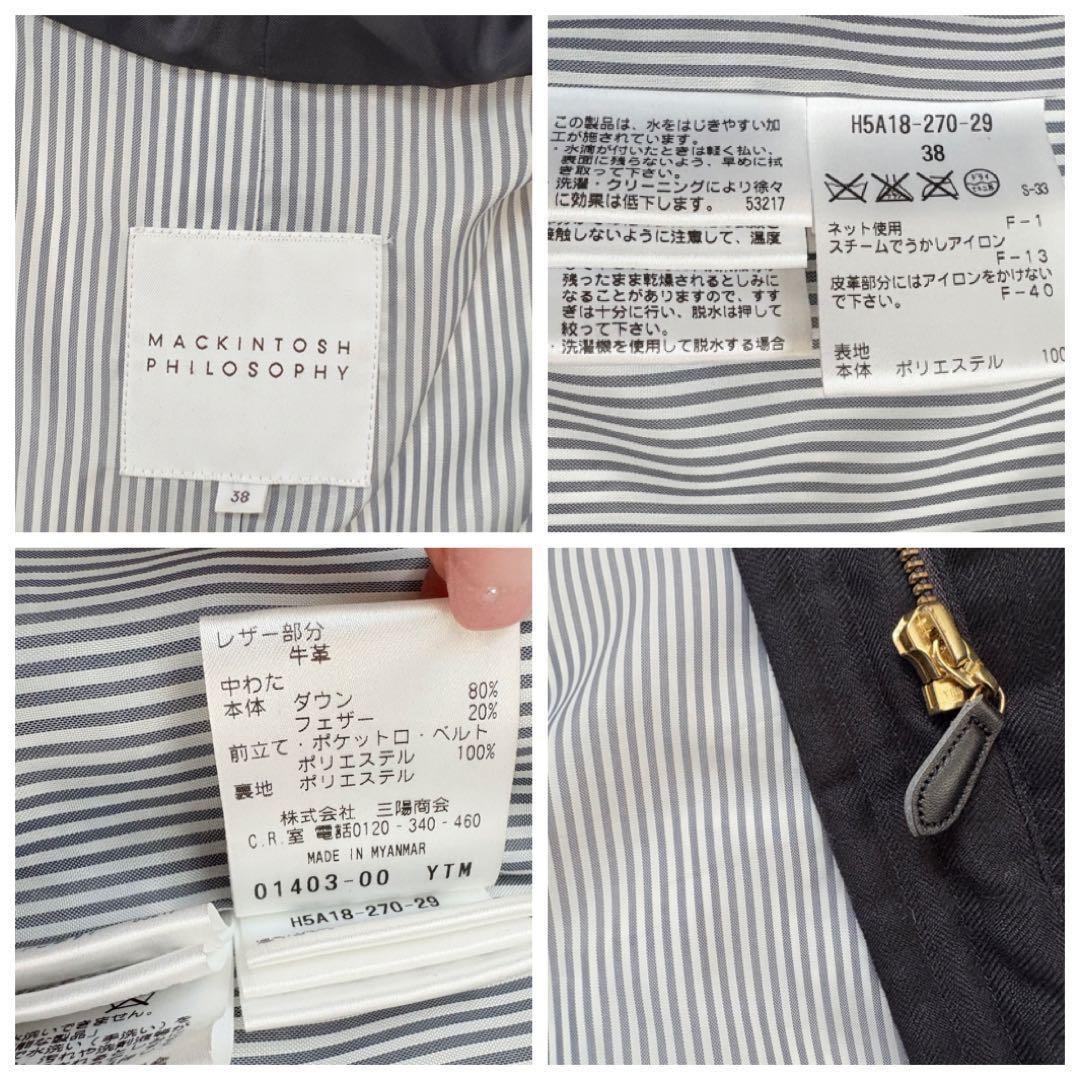 MACKINTOSH
PHILOSOPHY
38
この製品は、水をはじきやすい加
工が施されています。
・水滴が付いたときは軽く払い、
表面に残らないよう、早めに拭
き取って下さい。
洗濯・クリーニングにより徐々
に効果は低下します。 53217
接触しないように注意して、温度
残ったまま乾燥されるとしみに
なることがありますので、すす
ぎは十分に行い、脱水は押して
絞って下さい。
・洗濯機を使用して脱水する場合
H5A18-270-29
38
ドライ
S-33
ネット使用 F-1
スチームでうかしアイロン
F-13
皮革部分にはアイロンをかけない
で下さい。 F-40
表地
本体 ポリエステル 100
レザー部分
牛革
中わた
本体 ダウン 80%
フェザー 20%
前立て・ポケット口・ベルト
ポリエステル 100%
裏地 ポリエステル
株式会社 三陽商会
C.R.室 電話0120-340-460
MADE IN MYANMAR
01403-00 YTM
H5A18-270-29
水洗いできません。